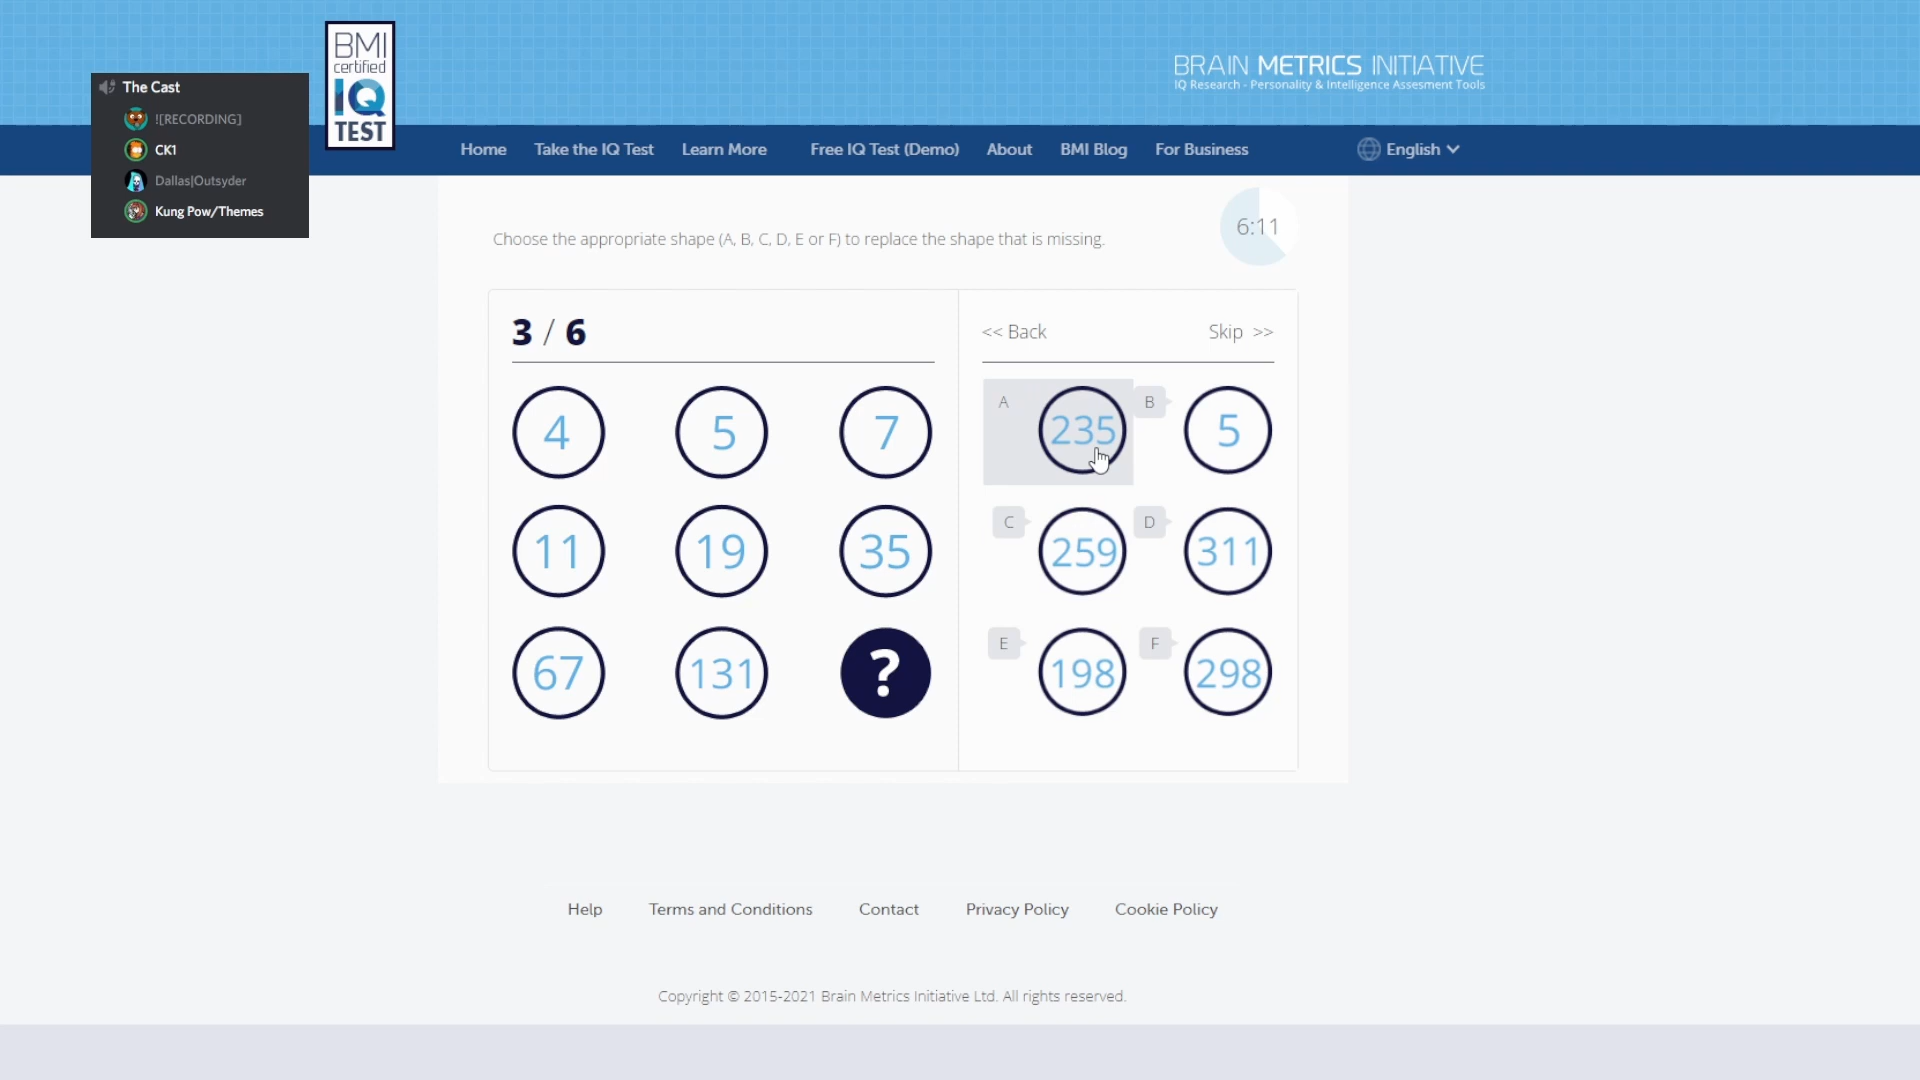 BMI
certified
IQ
TEST
BRAIN METRICS INITIATIVE
IQ Research - Personality & Intelligence Assesment Tools
The Cast
![RECORDING]
CK1
Dallas|Outsyder
Kung Pow/Themes
Home Take the IQ Test Learn More Free IQ Test (Demo) About BMI Blog For Business English
Choose the appropriate shape (A, B, C, D, E or F) to replace the shape that is missing.
6:11
3 / 6
<< Back Skip >>
4 5 7
A 235 B 5
11 19 35
C 259 D 311
67 131 ?
E 198 F 298
Help Terms and Conditions Contact Privacy Policy Cookie Policy
Copyright © 2015-2021 Brain Metrics Initiative Ltd. All rights reserved.